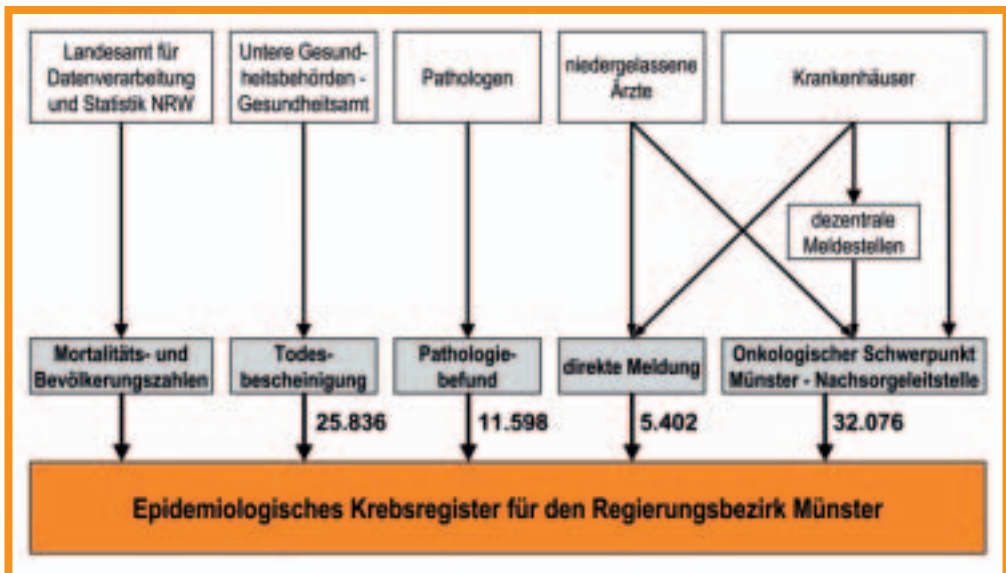 Landesamt für
Datenverarbeitung
und Statistik NRW
Untere Gesund-
heitsbehörden -
Gesundheitsamt
Pathologen
niedergelassene
Ärzte
Krankenhäuser
dezentrale
Meldestellen
Mortalitäts- und
Bevölkerungszahlen
Todes-
bescheinigung
Pathologie-
befund
direkte Meldung
Onkologischer Schwerpunkt
Münster - Nachsorgeleitstelle
25.836
11.598
5.402
32.076
Epidemiologisches Krebsregister für den Regierungsbezirk Münster